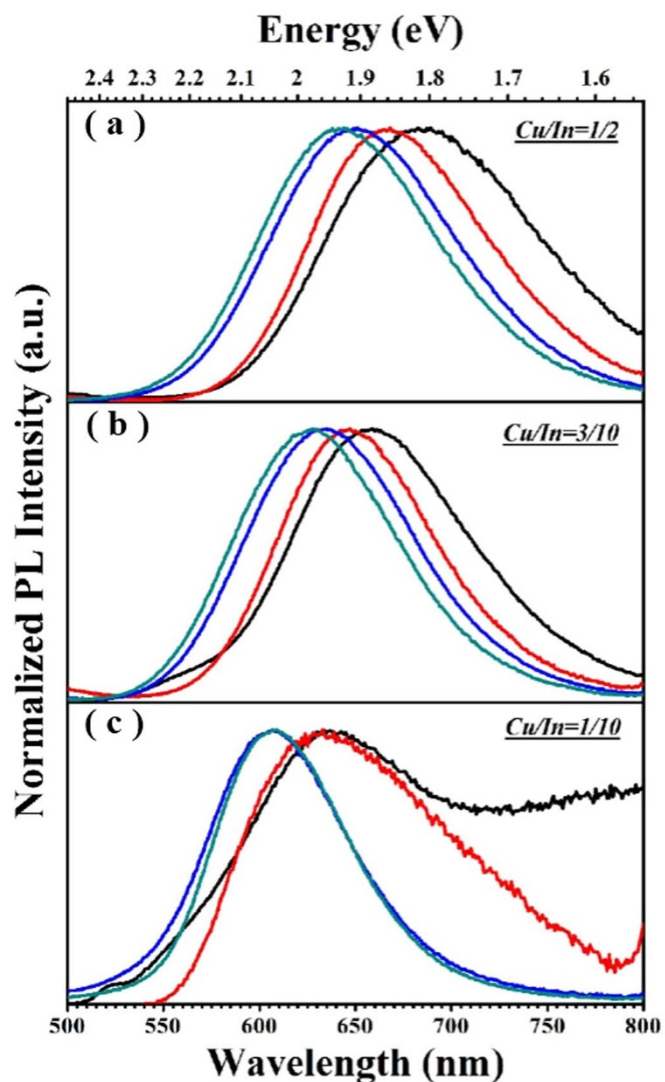 Energy (eV)
2.4 2.3 2.2 2.1 2 1.9 1.8 1.7 1.6
( a )
Cu/In=1/2
( b )
Cu/In=3/10
Normalized PL Intensity (a.u.)
( c )
Cu/In=1/10
500 550 600 650 700 750 800
Wavelength (nm)